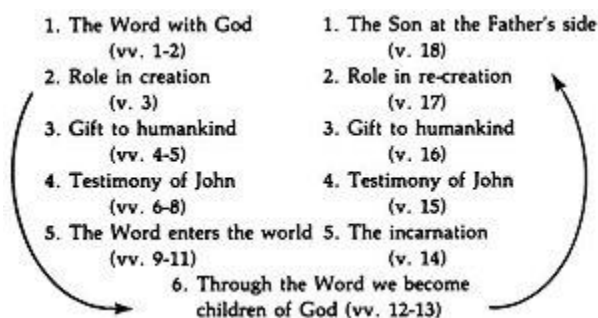 1. The Word with God
(vv. 1-2)
2. Role in creation
(v. 3)
3. Gift to humankind
(vv. 4-5)
4. Testimony of John
(vv. 6-8)
5. The Word enters the world
(vv. 9-11)
1. The Son at the Father's side
(v. 18)
2. Role in re-creation
(v. 17)
3. Gift to humankind
(v. 16)
4. Testimony of John
(v. 15)
5. The incarnation
(v. 14)
6. Through the Word we become
children of God (vv. 12-13)